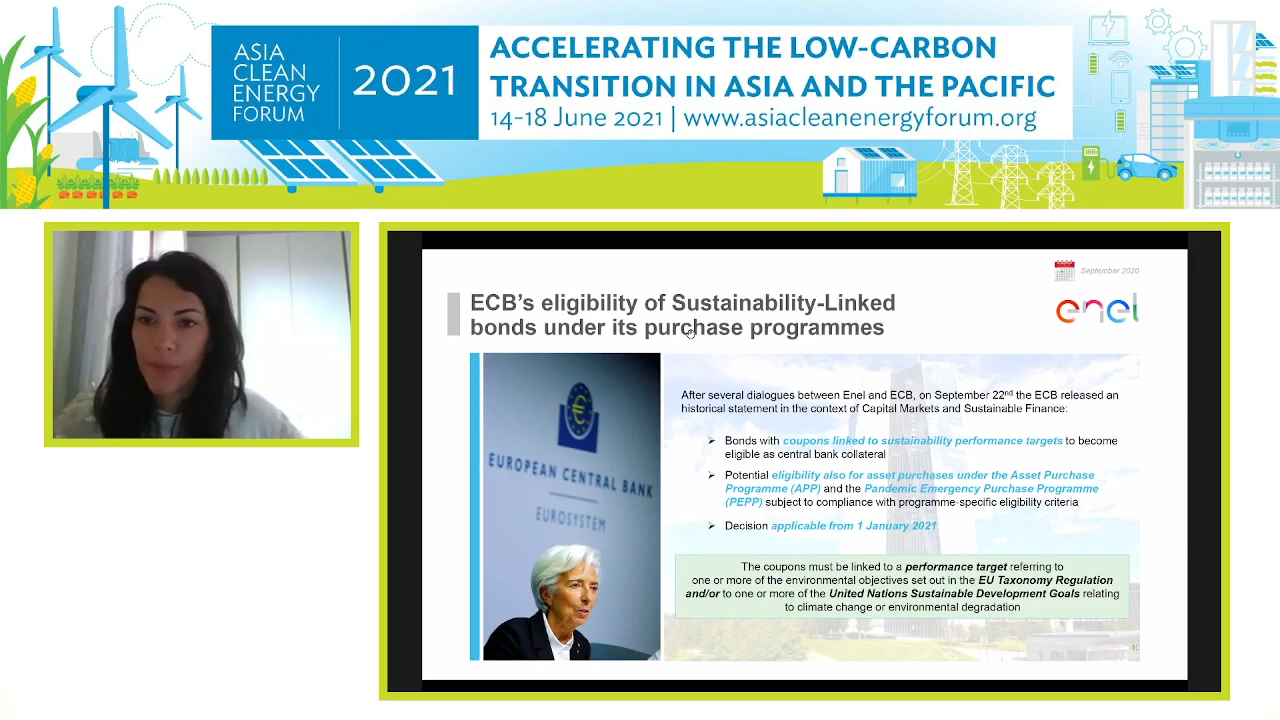 ASIA
CLEAN
ENERGY
FORUM
2021
ACCELERATING THE LOW-CARBON
TRANSITION IN ASIA AND THE PACIFIC
14-18 June 2021 | www.asiacleanenergyforum.org
September 2020
enel
ECB's eligibility of Sustainability-Linked
bonds under its purchase programmes
EUROPEAN CENTRAL BANK
EUROSYSTEM
After several dialogues between Enel and ECB, on September 22nd the ECB released an
historical statement in the context of Capital Markets and Sustainable Finance:
➢ Bonds with coupons linked to sustainability performance targets to become
eligible as central bank collateral
➢ Potential eligibility also for asset purchases under the Asset Purchase
Programme (APP) and the Pandemic Emergency Purchase Programme
(PEPP) subject to compliance with programme-specific eligibility criteria
➢ Decision applicable from 1 January 2021
The coupons must be linked to a performance target referring to
one or more of the environmental objectives set out in the EU Taxonomy Regulation
and/or to one or more of the United Nations Sustainable Development Goals relating
to climate change or environmental degradation
10